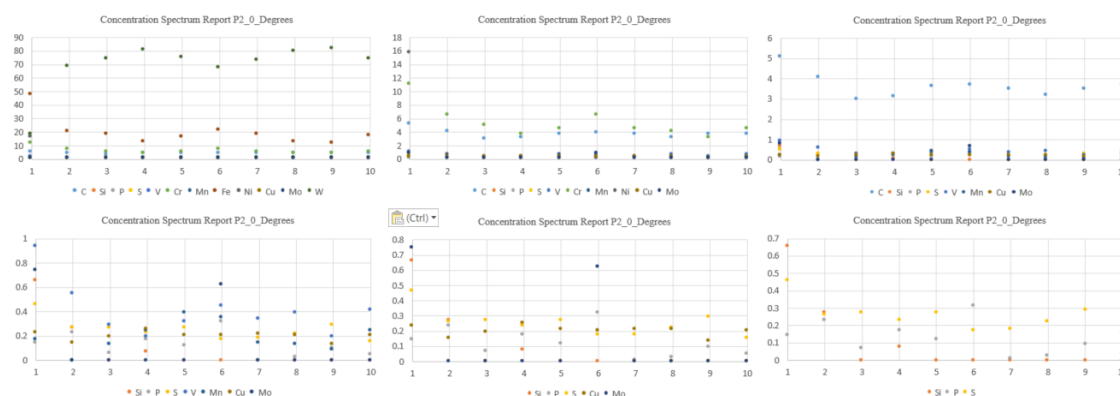 Concentration Spectrum Report P2_0_Degrees
90
80
70
60
50
40
30
20
10
0
1 2 3 4 5 6 7 8 9 10
C Si P S V Cr Mn Fe Ni Cu Mo W
Concentration Spectrum Report P2_0_Degrees
18
16
14
12
10
8
6
4
2
0
1 2 3 4 5 6 7 8 9 10
C Si P S V Cr Mn Ni Cu Mo
Concentration Spectrum Report P2_0_Degrees
6
5
4
3
2
1
0
1 2 3 4 5 6 7 8 9 10
C Si P S V Mn Cu Mo
Concentration Spectrum Report P2_0_Degrees
1
0.8
0.6
0.4
0.2
0
1 2 3 4 5 6 7 8 9 10
Si P S V Mn Cu Mo
(Ctrl)
Concentration Spectrum Report P2_0_Degrees
0.8
0.7
0.6
0.5
0.4
0.3
0.2
0.1
0
1 2 3 4 5 6 7 8 9 10
Si P S Cu Mo
Concentration Spectrum Report P2_0_Degrees
0.7
0.6
0.5
0.4
0.3
0.2
0.1
0
1 2 3 4 5 6 7 8 9 10
Si P S